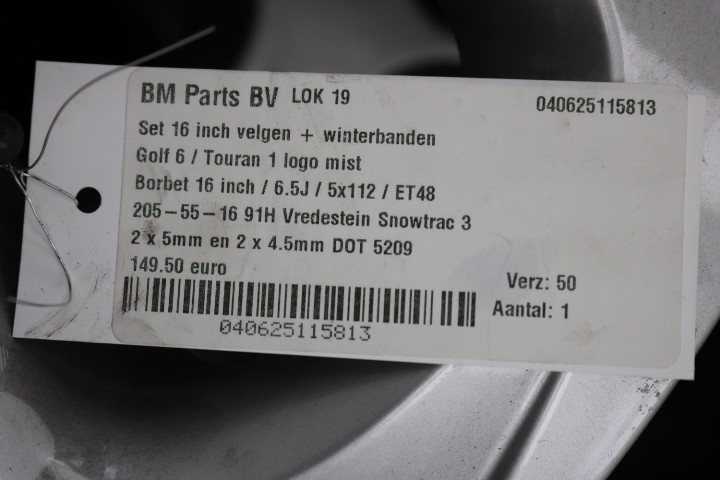 BM Parts BV LOK 19 040625115813
Set 16 inch velgen + winterbanden
Golf 6 / Touran 1 logo mist
Borbet 16 inch / 6.5J / 5x112 / ET48
205-55-16 91H Vredestein Snowtrac 3
2 x 5mm en 2 x 4.5mm DOT 5209
149.50 euro
Verz: 50
Aantal: 1
040625115813